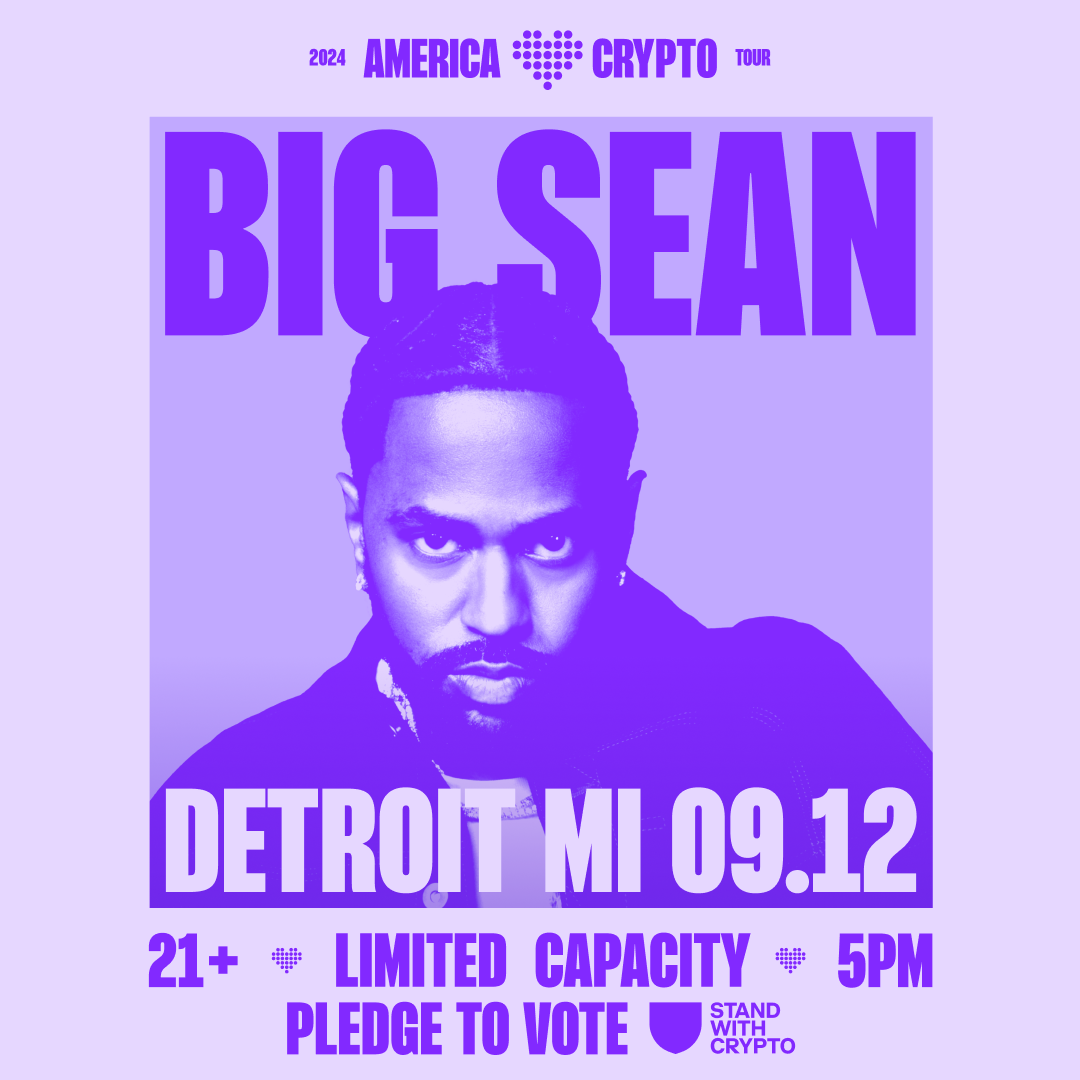 2024 AMERICA CRYPTO TOUR
BIG SEAN
DETROIT MI 09.12
21+ LIMITED CAPACITY 5PM
PLEDGE TO VOTE
STAND
WITH
CRYPTO